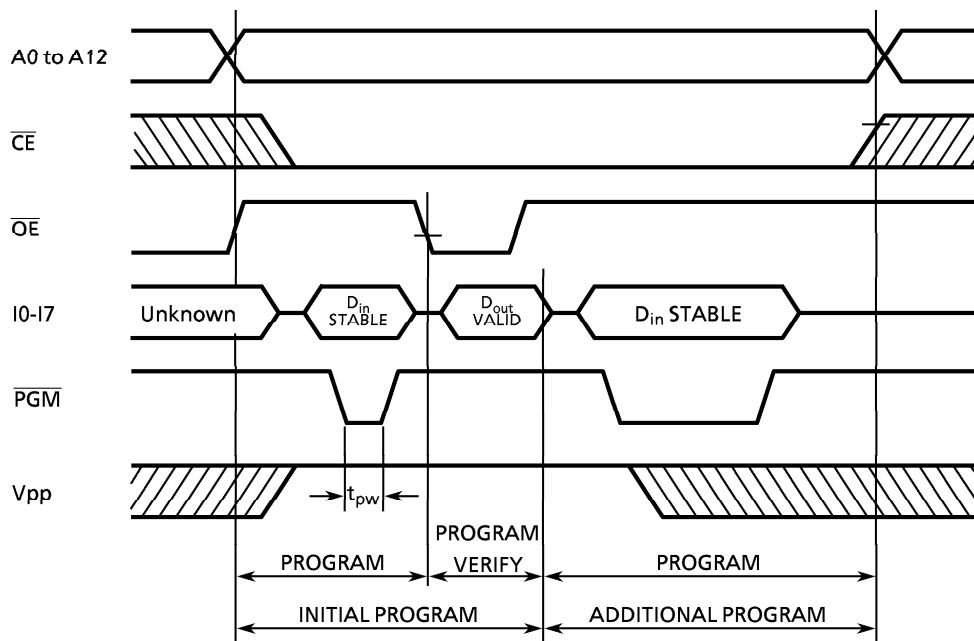 A0 to A12
CE
OE
I0-I7
Unknown
Din STABLE
Dout VALID
Din STABLE
PGM
Vpp
tpw
PROGRAM
PROGRAM VERIFY
PROGRAM
INITIAL PROGRAM
ADDITIONAL PROGRAM